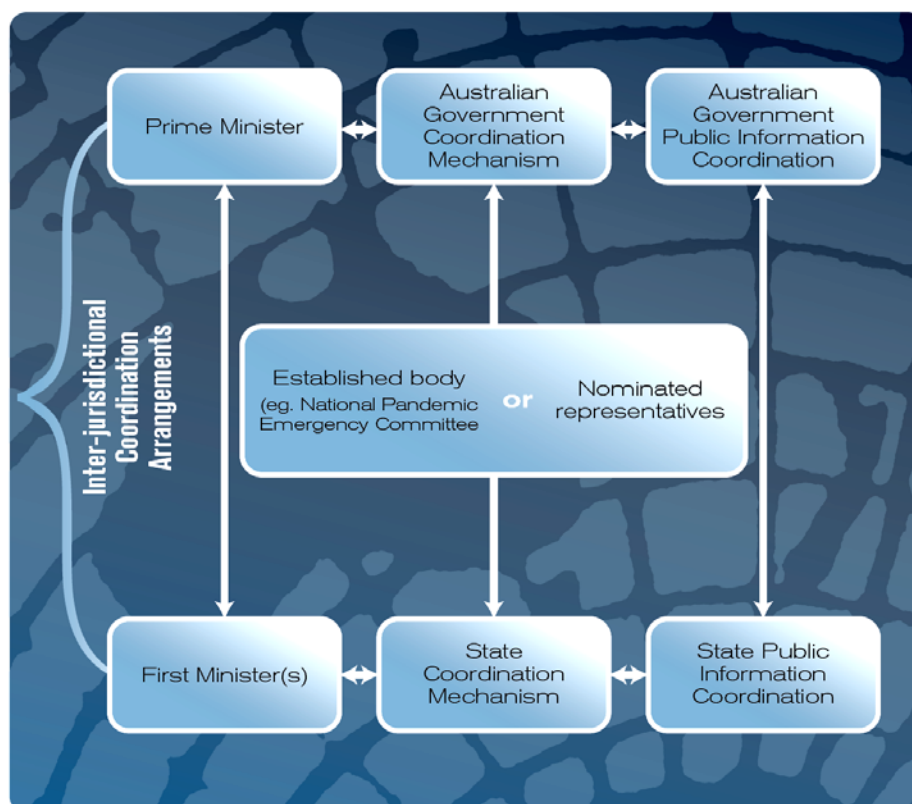 Prime Minister
Australian
Government
Coordination
Mechanism
Australian
Government
Public Information
Coordination
Inter-jurisdictional
Coordination
Arrangements
Established body
(eg. National Pandemic
Emergency Committee
or
Nominated
representatives
First Minister(s)
State
Coordination
Mechanism
State Public
Information
Coordination